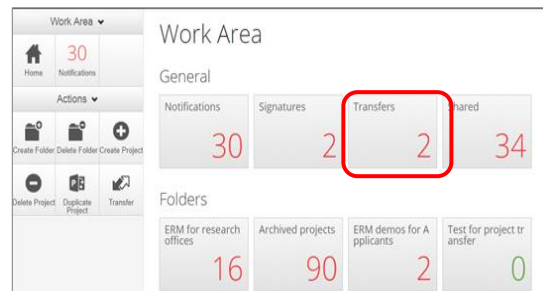 Work Area
30
Home Notifications
Actions
Create Folder Delete Folder Create Project
Delete Project Duplicate Project Transfer
Work Area
General
Notifications Signatures Transfers Shared
30 2 2 34
Folders
ERM for research offices Archived projects ERM demos for A pplicants Test for project tr ansfer
16 90 2 0